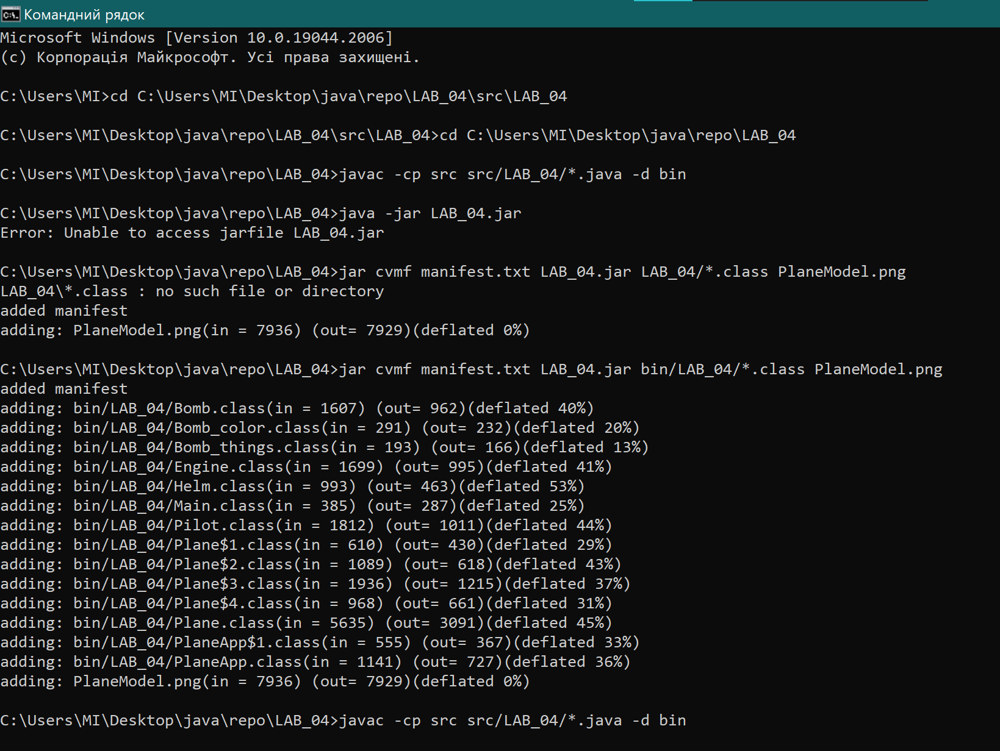 Командний рядок
Microsoft Windows [Version 10.0.19044.2006]
(c) Корпорація Майкрософт. Усі права захищені.
C:\Users\MI>cd C:\Users\MI\Desktop\java\repo\LAB_04\src\LAB_04
C:\Users\MI\Desktop\java\repo\LAB_04\src\LAB_04>cd C:\Users\MI\Desktop\java\repo\LAB_04
C:\Users\MI\Desktop\java\repo\LAB_04>javac -cp src src/LAB_04/*.java -d bin
C:\Users\MI\Desktop\java\repo\LAB_04>java -jar LAB_04.jar
Error: Unable to access jarfile LAB_04.jar
C:\Users\MI\Desktop\java\repo\LAB_04>jar cvmf manifest.txt LAB_04.jar LAB_04/*.class PlaneModel.png
LAB_04\*.class : no such file or directory
added manifest
adding: PlaneModel.png(in = 7936) (out= 7929)(deflated 0%)
C:\Users\MI\Desktop\java\repo\LAB_04>jar cvmf manifest.txt LAB_04.jar bin/LAB_04/*.class PlaneModel.png
added manifest
adding: bin/LAB_04/Bomb.class(in = 1607) (out= 962)(deflated 40%)
adding: bin/LAB_04/Bomb_color.class(in = 291) (out= 232)(deflated 20%)
adding: bin/LAB_04/Bomb_things.class(in = 193) (out= 166)(deflated 13%)
adding: bin/LAB_04/Engine.class(in = 1699) (out= 995)(deflated 41%)
adding: bin/LAB_04/Helm.class(in = 993) (out= 463)(deflated 53%)
adding: bin/LAB_04/Main.class(in = 385) (out= 287)(deflated 25%)
adding: bin/LAB_04/Pilot.class(in = 1812) (out= 1011)(deflated 44%)
adding: bin/LAB_04/Plane$1.class(in = 610) (out= 430)(deflated 29%)
adding: bin/LAB_04/Plane$2.class(in = 1089) (out= 618)(deflated 43%)
adding: bin/LAB_04/Plane$3.class(in = 1936) (out= 1215)(deflated 37%)
adding: bin/LAB_04/Plane$4.class(in = 968) (out= 661)(deflated 31%)
adding: bin/LAB_04/Plane.class(in = 5635) (out= 3091)(deflated 45%)
adding: bin/LAB_04/PlaneApp$1.class(in = 555) (out= 367)(deflated 33%)
adding: bin/LAB_04/PlaneApp.class(in = 1141) (out= 727)(deflated 36%)
adding: PlaneModel.png(in = 7936) (out= 7929)(deflated 0%)
C:\Users\MI\Desktop\java\repo\LAB_04>javac -cp src src/LAB_04/*.java -d bin